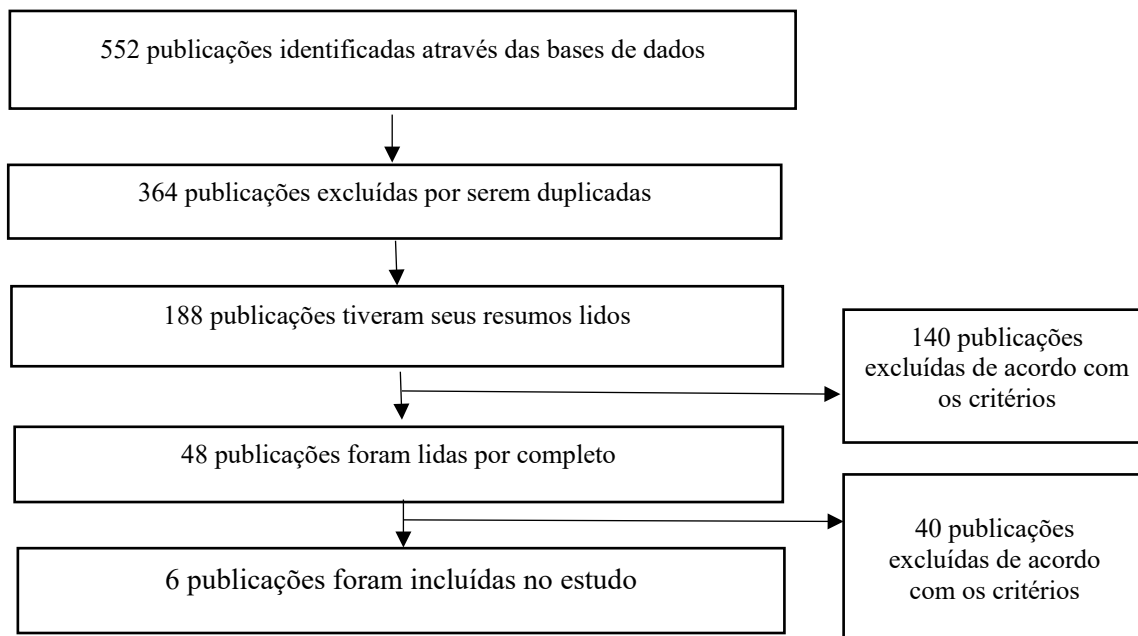 552 publicações identificadas através das bases de dados
364 publicações excluídas por serem duplicadas
188 publicações tiveram seus resumos lidos
140 publicações
excluídas de acordo com
os critérios
48 publicações foram lidas por completo
40 publicações
excluídas de acordo
com os critérios
6 publicações foram incluídas no estudo